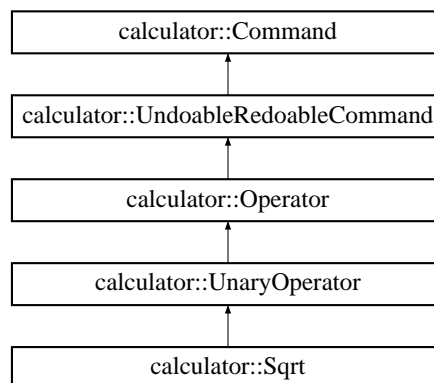 calculator::Command
calculator::UndoableRedoableCommand
calculator::Operator
calculator::UnaryOperator
calculator::Sqrt